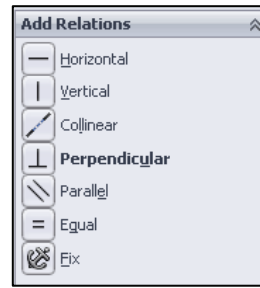 Add Relations
Horizontal
Vertical
Collinear
Perpendicular
Parallel
Equal
Fix